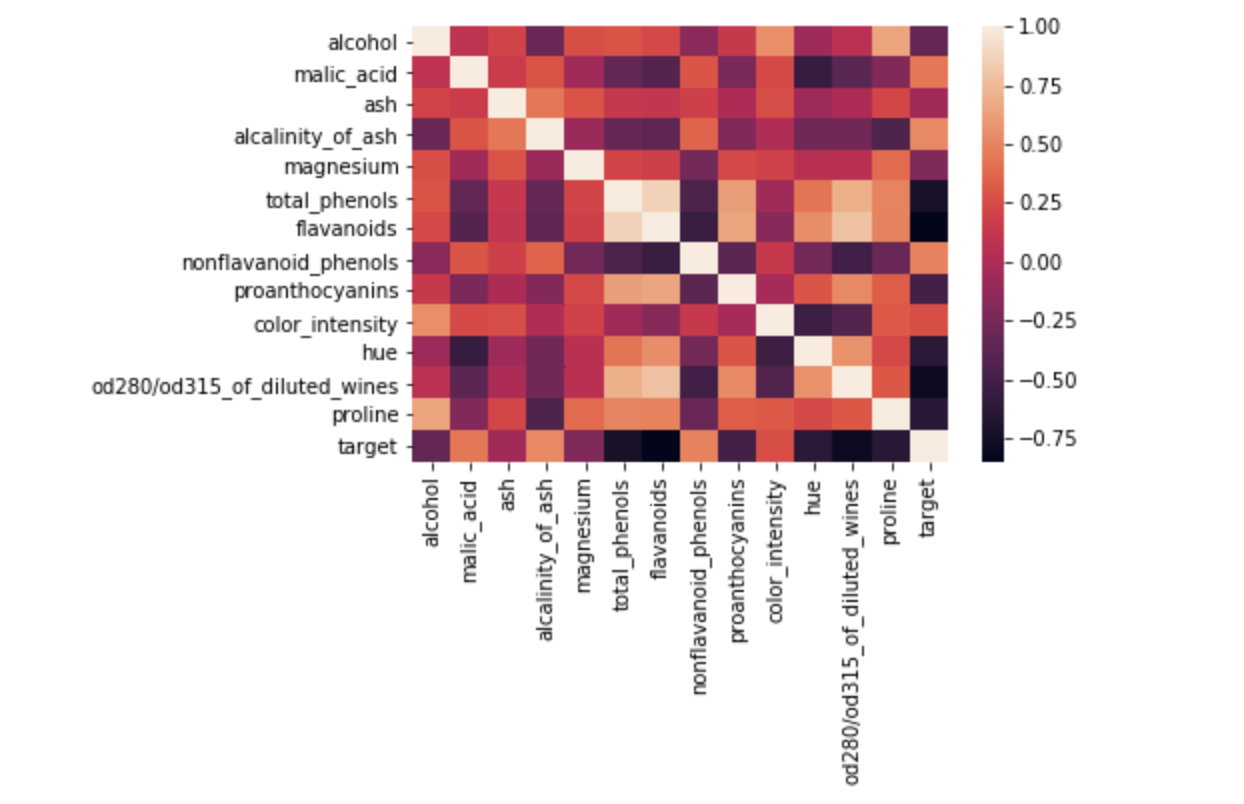 alcohol
malic_acid
ash
alcalinity_of_ash
magnesium
total_phenols
flavanoids
nonflavanoid_phenols
proanthocyanins
color_intensity
hue
od280/od315_of_diluted_wines
proline
target
1.00
0.75
0.50
0.25
0.00
−0.25
−0.50
−0.75
alcohol
malic_acid
ash
alcalinity_of_ash
magnesium
total_phenols
flavanoids
nonflavanoid_phenols
proanthocyanins
color_intensity
hue
od280/od315_of_diluted_wines
proline
target